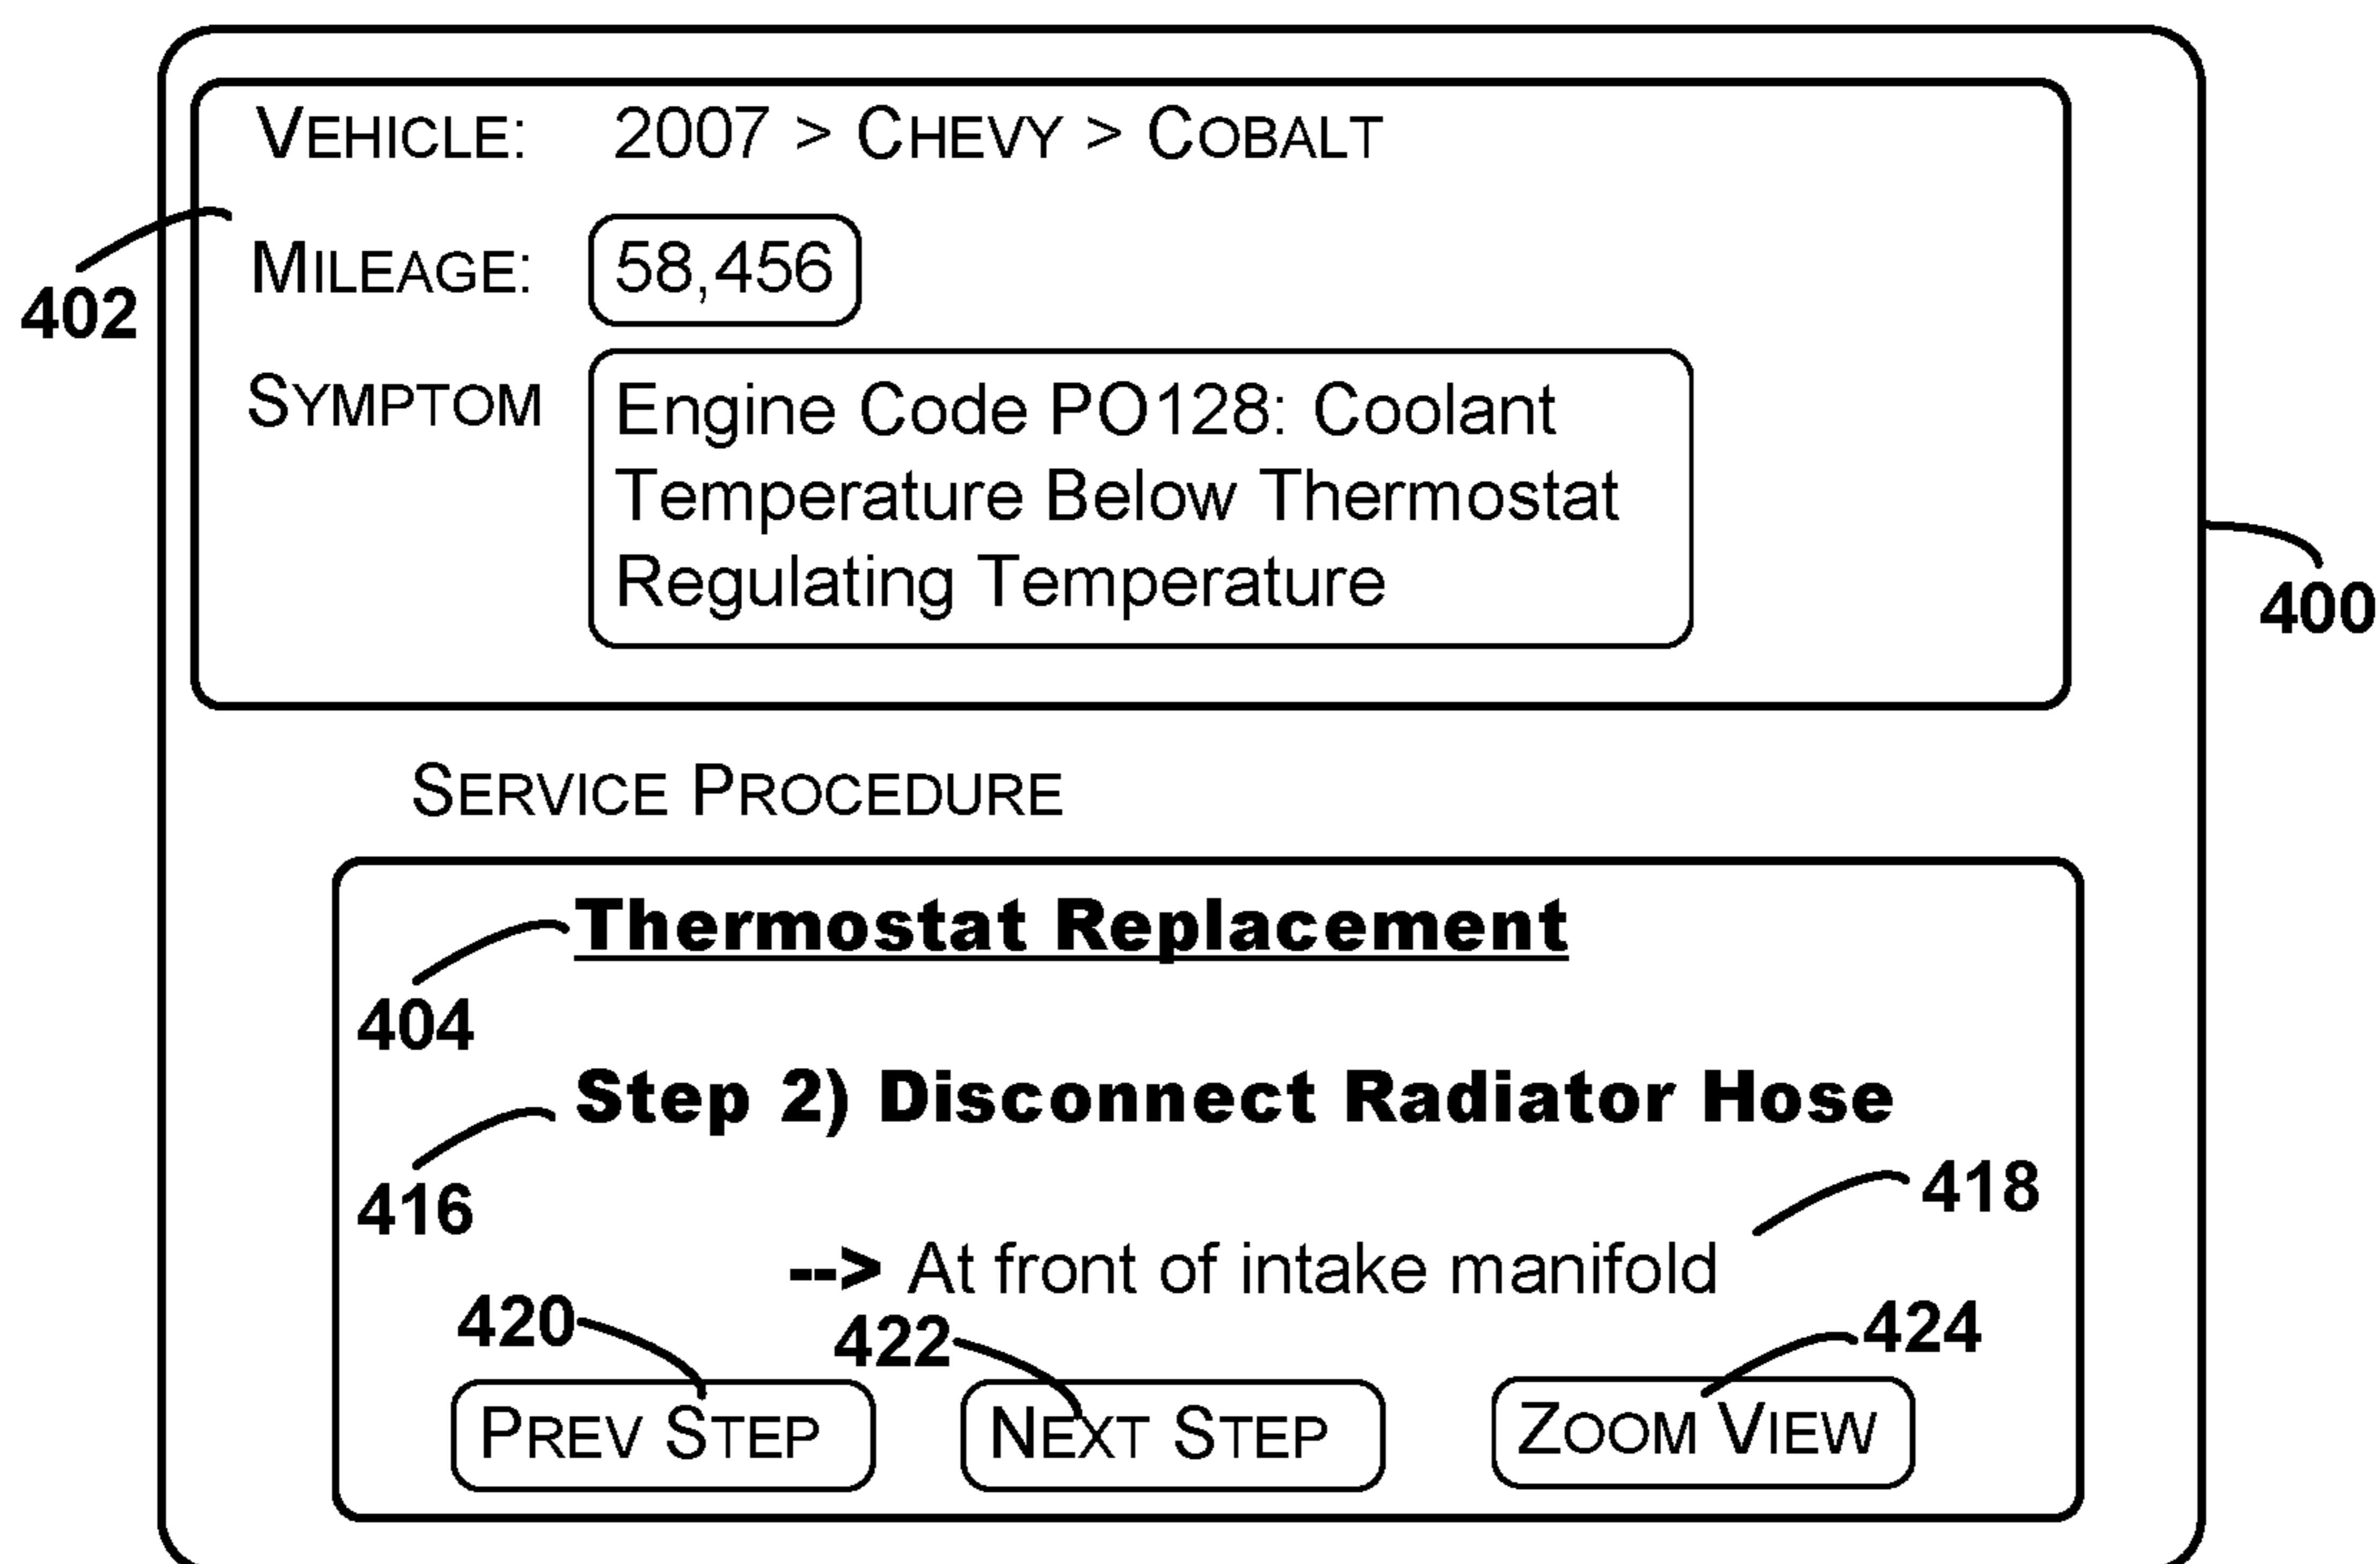 VEHICLE: 2007 > CHEVY > COBALT
MILEAGE: 58,456
402
SYMPTOM Engine Code PO128: Coolant
Temperature Below Thermostat
Regulating Temperature
400
SERVICE PROCEDURE
Thermostat Replacement
404
Step 2) Disconnect Radiator Hose
416
418
--> At front of intake manifold
420
422
424
PREV STEP NEXT STEP ZOOM VIEW